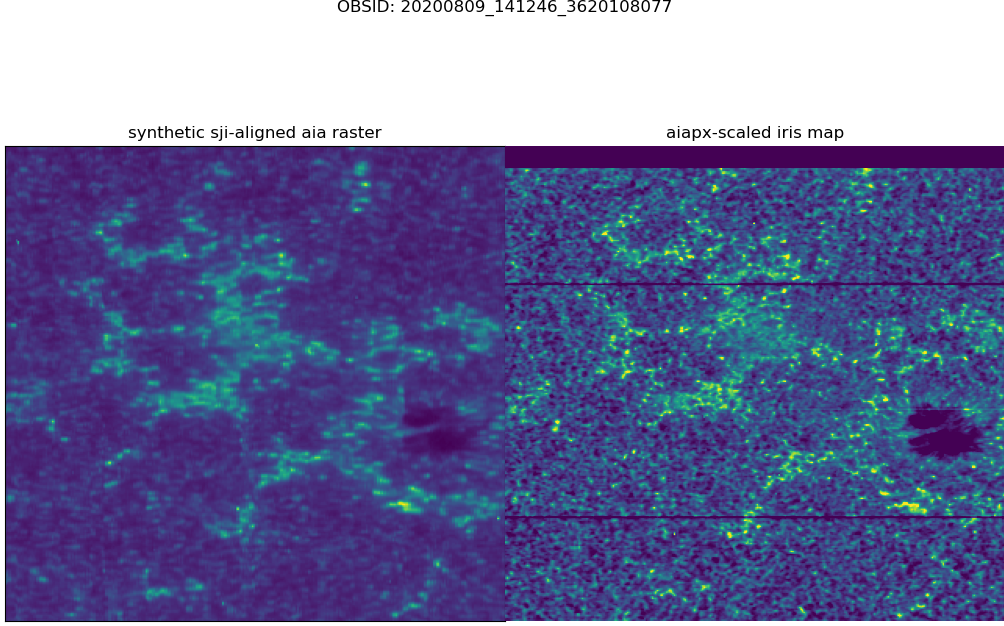 OBSID: 20200809_141246_3620108077
synthetic sji-aligned aia raster
aiapx-scaled iris map